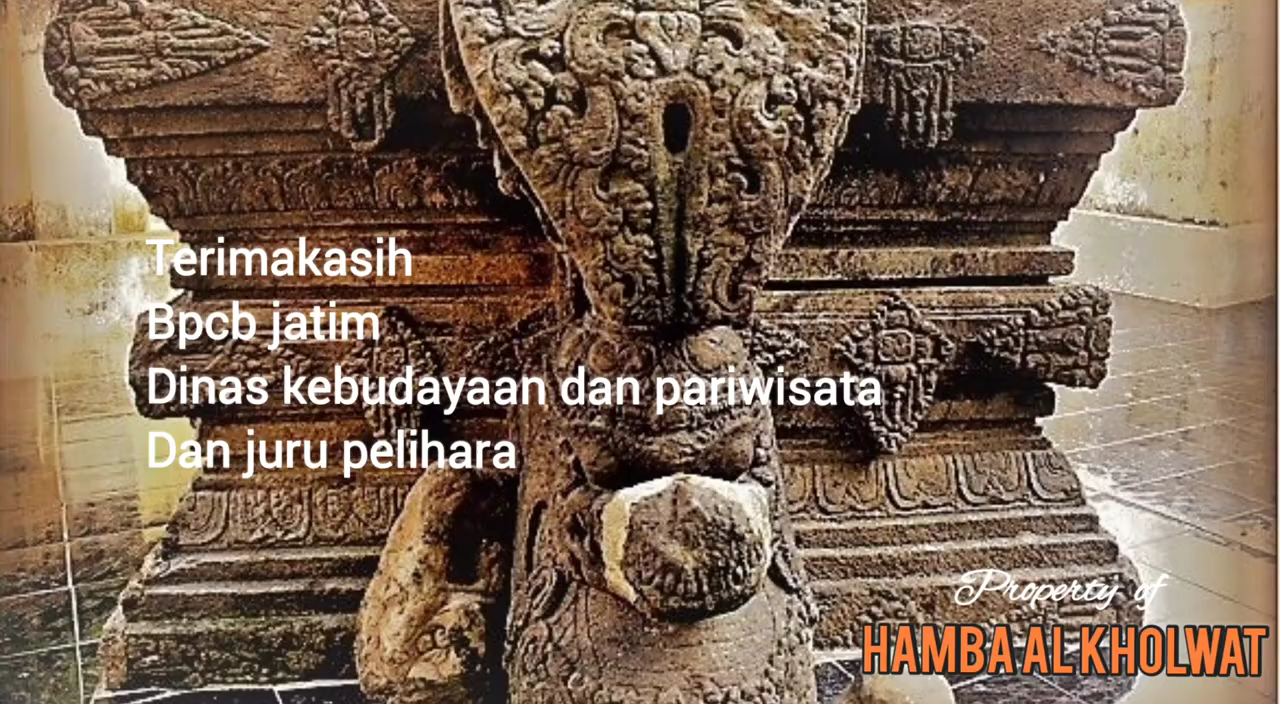 Terimakasih
Bpcb jatim
Dinas kebudayaan dan pariwisata
Dan juru pelihara
Property of
HAMBA AL KHOLWAT